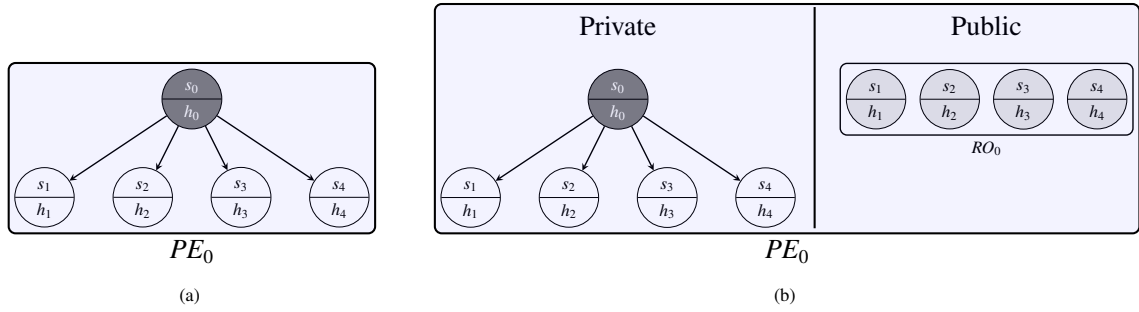 s0
h0
s1 s2 s3 s4
h1 h2 h3 h4
PE0
(a)
Private Public
s0
h0
s1 s2 s3 s4
h1 h2 h3 h4
s1 s2 s3 s4
h1 h2 h3 h4
RO0
PE0
(b)